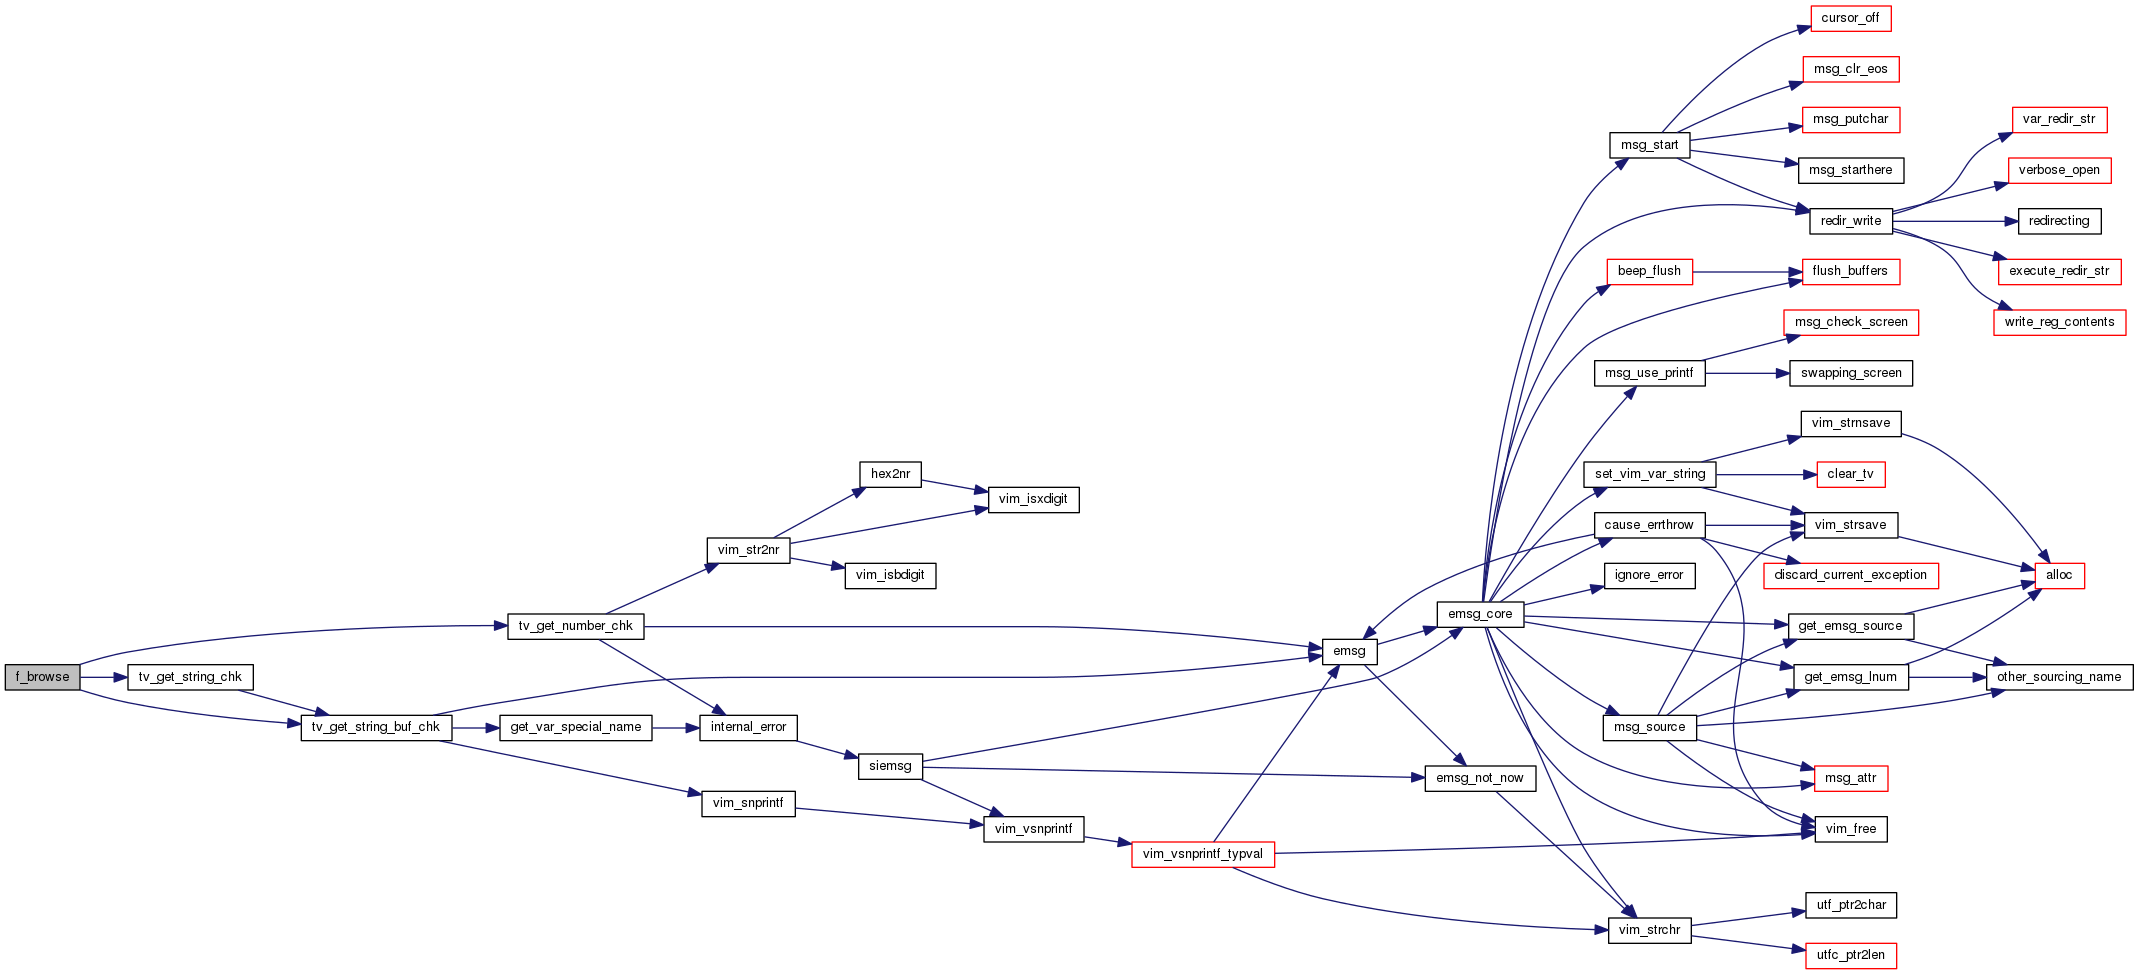 cursor_off
msg_clr_eos
msg_putchar
var_redir_str
msg_start
msg_starthere
verbose_open
redir_write
redirecting
beep_flush
flush_buffers
execute_redir_str
msg_check_screen
write_reg_contents
msg_use_printf
swapping_screen
vim_strnsave
hex2nr
set_vim_var_string
clear_tv
vim_isxdigit
cause_errthrow
vim_strsave
vim_str2nr
vim_isbdigit
ignore_error
discard_current_exception
alloc
tv_get_number_chk
emsg_core
get_emsg_source
emsg
f_browse
tv_get_string_chk
get_emsg_lnum
other_sourcing_name
tv_get_string_buf_chk
get_var_special_name
internal_error
msg_source
siemsg
emsg_not_now
msg_attr
vim_snprintf
vim_vsnprintf
vim_free
vim_vsnprintf_typval
utf_ptr2char
vim_strchr
utfc_ptr2len